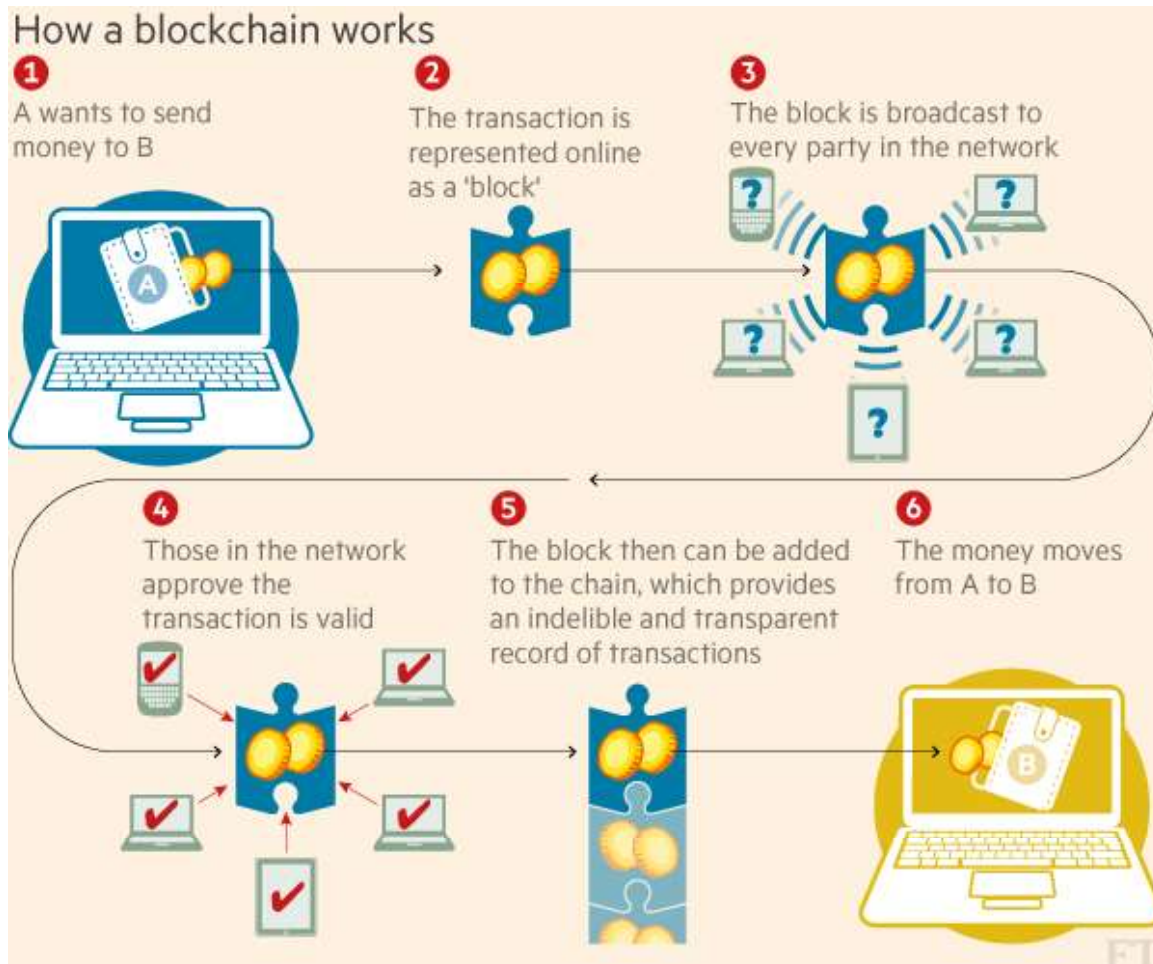 How a blockchain works
1
A wants to send
money to B
2
The transaction is
represented online
as a 'block'
3
The block is broadcast to
every party in the network
?
?
A
?
?
?
4
Those in the network
approve the
transaction is valid
5
The block then can be added
to the chain, which provides
an indelible and transparent
record of transactions
6
The money moves
from A to B
B
FT